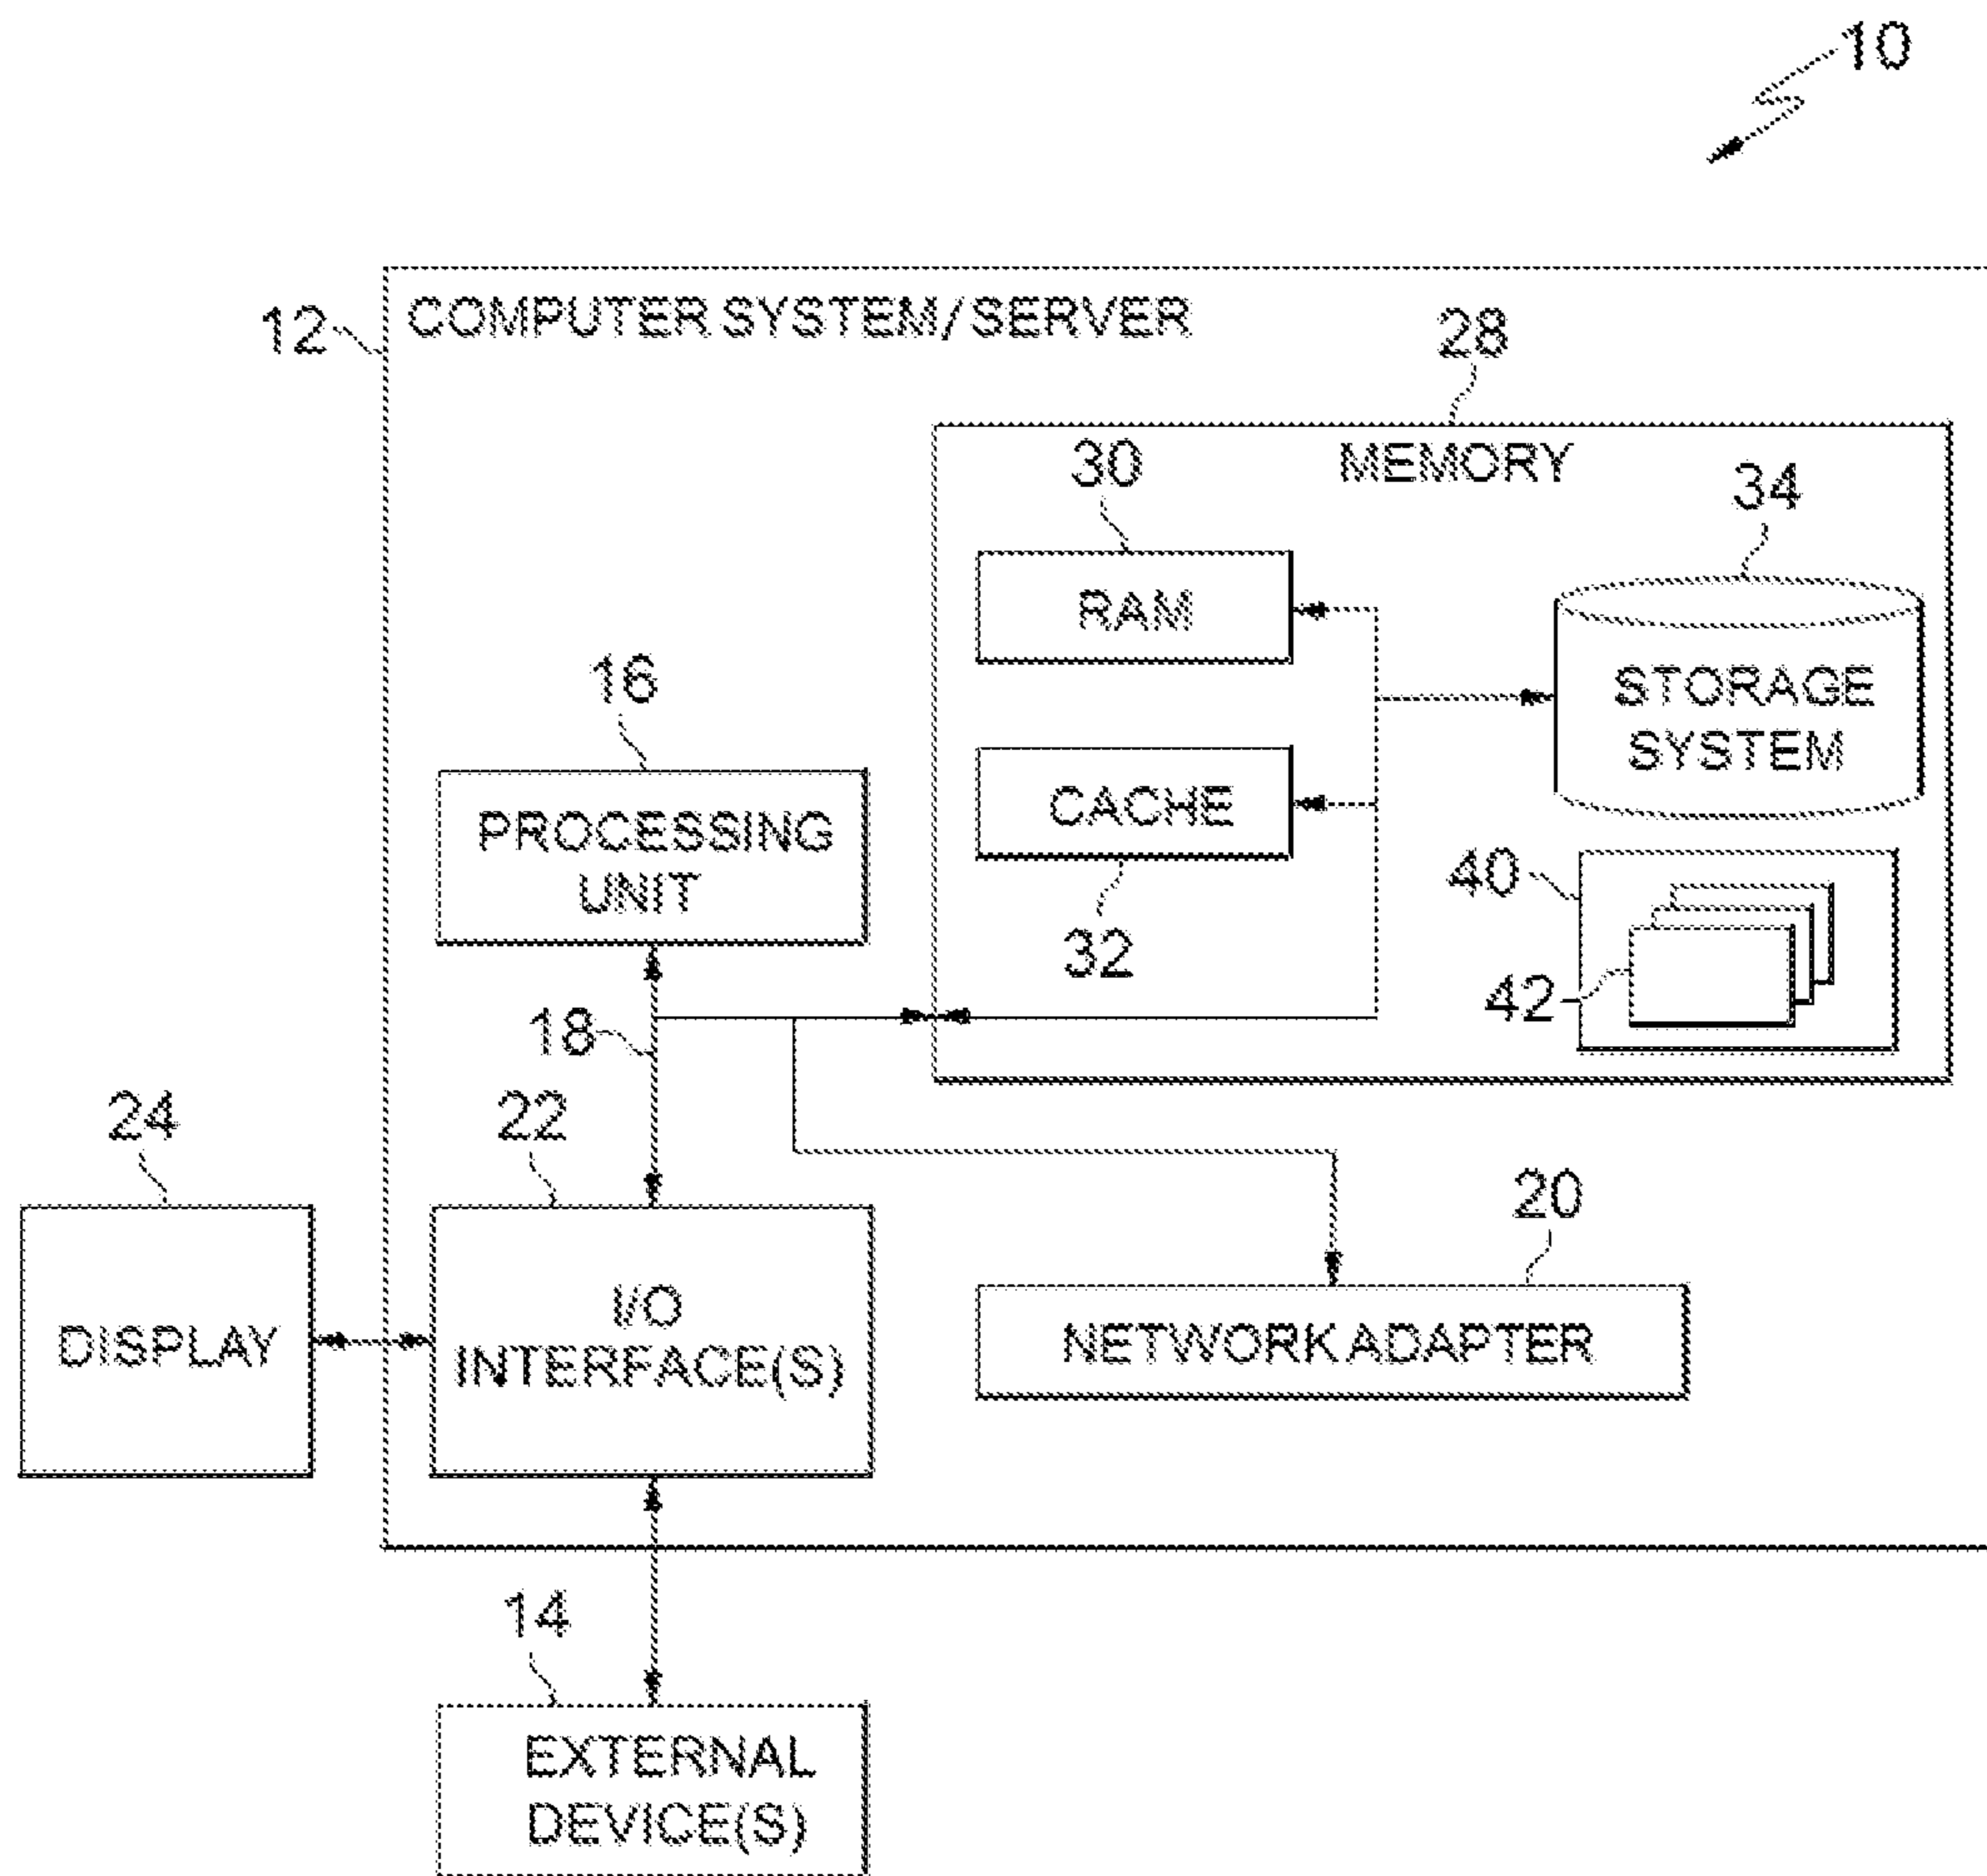 10
12
COMPUTER SYSTEM/SERVER
28
MEMORY
30
34
RAM
STORAGE
SYSTEM
16
PROCESSING
UNIT
CACHE
32
40
42
18
24
22
20
DISPLAY
I/O
INTERFACE(S)
NETWORK ADAPTER
14
EXTERNAL
DEVICE(S)